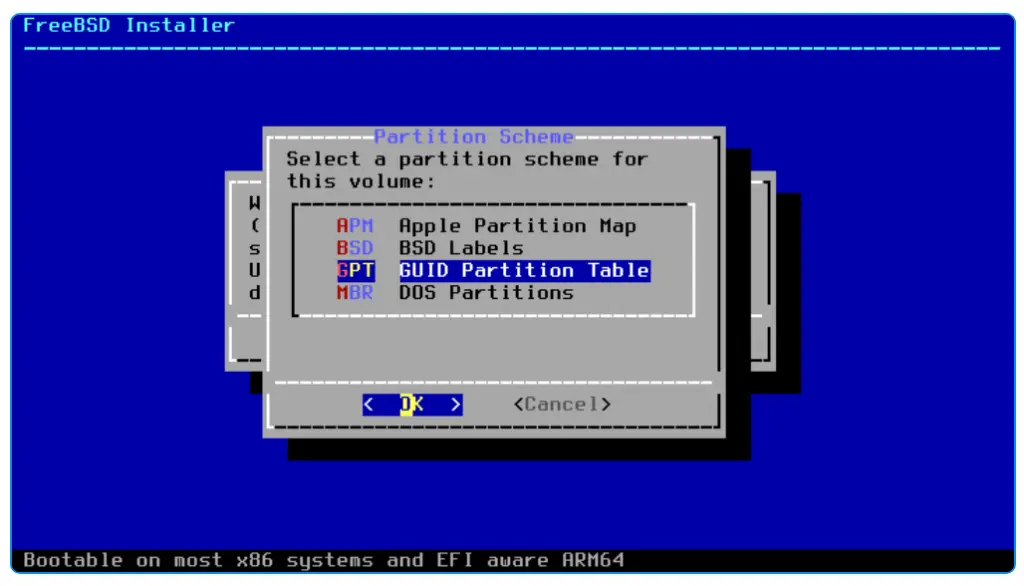 FreeBSD Installer
Partition Scheme
Select a partition scheme for
this volume:
W
(
s
U
d
APM Apple Partition Map
BSD BSD Labels
GPT GUID Partition Table
MBR DOS Partitions
< OK > <Cancel>
Bootable on most x86 systems and EFI aware ARM64